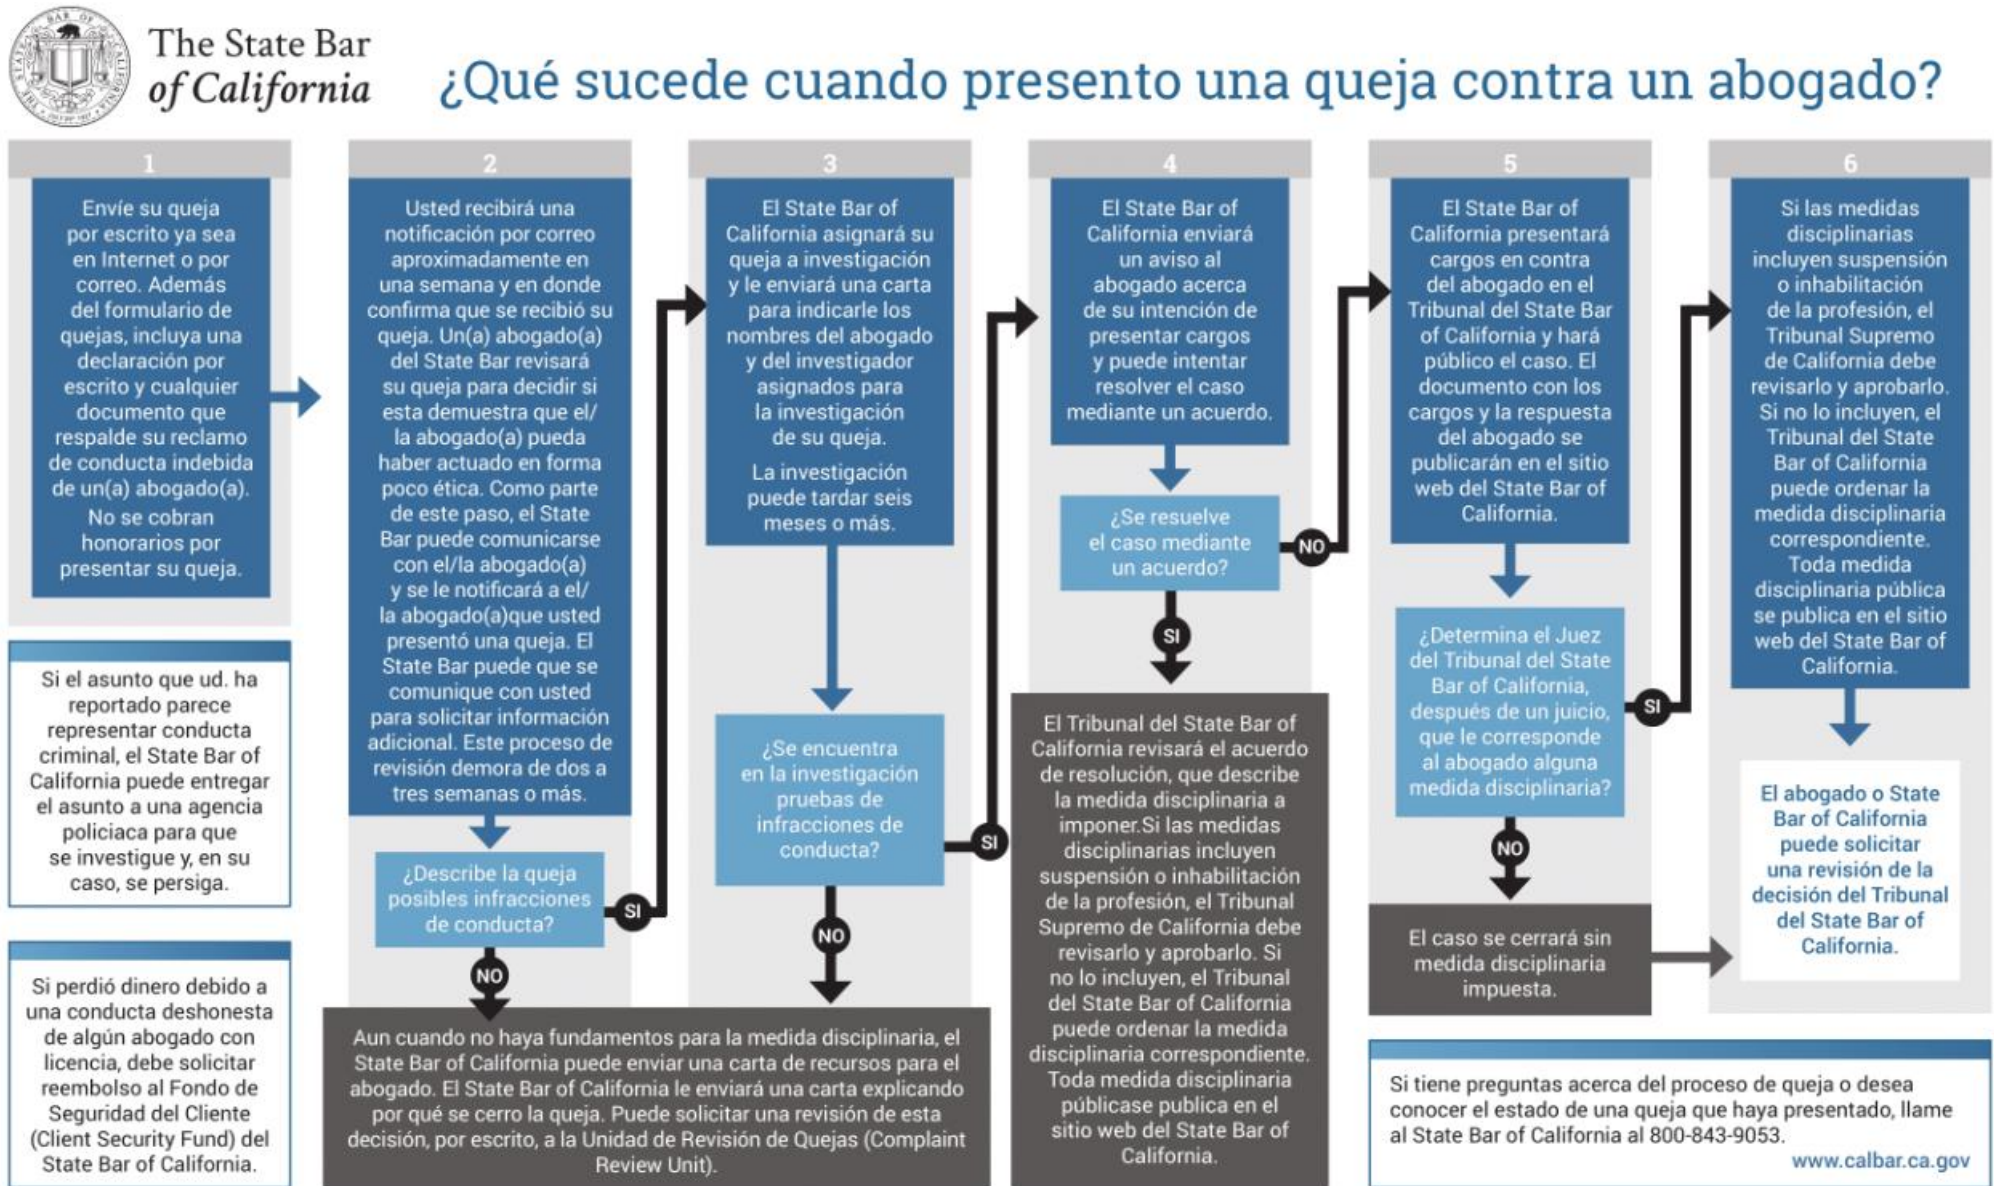 The State Bar
of California
¿Qué sucede cuando presento una queja contra un abogado?
1
Envíe su queja
por escrito ya sea
en Internet o por
correo. Además
del formulario de
quejas, incluya una
declaración por
escrito y cualquier
documento que
respalde su reclamo
de conducta indebida
de un(a) abogado(a).
No se cobran
honorarios por
presentar su queja.
Si el asunto que ud. ha
reportado parece
representar conducta
criminal, el State Bar of
California puede entregar
el asunto a una agencia
policiaca para que
se investigue y, en su
caso, se persiga.
Si perdió dinero debido a
una conducta deshonesta
de algún abogado con
licencia, debe solicitar
reembolso al Fondo de
Seguridad del Cliente
(Client Security Fund) del
State Bar of California.
2
Usted recibirá una
notificación por correo
aproximadamente en
una semana y en donde
confirma que se recibió su
queja. Un(a) abogado(a)
del State Bar revisará
su queja para decidir si
esta demuestra que el/
la abogado(a) pueda
haber actuado en forma
poco ética. Como parte
de este paso, el State
Bar puede comunicarse
con el/la abogado(a)
y se le notificará a el/
la abogado(a)que usted
presentó una queja. El
State Bar puede que se
comunique con usted
para solicitar información
adicional. Este proceso de
revisión demora de dos a
tres semanas o más.
¿Describe la queja
posibles infracciones
de conducta?
SI
NO
3
El State Bar of
California asignará su
queja a investigación
y le enviará una carta
para indicarle los
nombres del abogado
y del investigador
asignados para
la investigación
de su queja.
La investigación
puede tardar seis
meses o más.
¿Se encuentra
en la investigación
pruebas de
infracciones de
conducta?
SI
NO
Aun cuando no haya fundamentos para la medida disciplinaria, el
State Bar of California puede enviar una carta de recursos para el
abogado. El State Bar of California le enviará una carta explicando
por qué se cerro la queja. Puede solicitar una revisión de esta
decisión, por escrito, a la Unidad de Revisión de Quejas (Complaint
Review Unit).
4
El State Bar of
California enviará
un aviso al
abogado acerca
de su intención de
presentar cargos
y puede intentar
resolver el caso
mediante un acuerdo.
¿Se resuelve
el caso mediante
un acuerdo?
NO
SI
El Tribunal del State Bar of
California revisará el acuerdo
de resolución, que describe
la medida disciplinaria a
imponer.Si las medidas
disciplinarias incluyen
suspensión o inhabilitación
de la profesión, el Tribunal
Supremo de California debe
revisarlo y aprobarlo. Si
no lo incluyen, el Tribunal
del State Bar of California
puede ordenar la medida
disciplinaria correspondiente.
Toda medida disciplinaria
públicase publica en el
sitio web del State Bar of
California.
5
El State Bar of
California presentará
cargos en contra
del abogado en el
Tribunal del State Bar
of California y hará
público el caso. El
documento con los
cargos y la respuesta
del abogado se
publicarán en el sitio
web del State Bar of
California.
¿Determina el Juez
del Tribunal del State
Bar of California,
después de un juicio,
que le corresponde
al abogado alguna
medida disciplinaria?
SI
NO
El caso se cerrará sin
medida disciplinaria
impuesta.
6
Si las medidas
disciplinarias
incluyen suspensión
o inhabilitación
de la profesión, el
Tribunal Supremo
de California debe
revisarlo y aprobarlo.
Si no lo incluyen, el
Tribunal del State
Bar of California
puede ordenar la
medida disciplinaria
correspondiente.
Toda medida
disciplinaria pública
se publica en el sitio
web del State Bar of
California.
El abogado o State
Bar of California
puede solicitar
una revisión de la
decisión del Tribunal
del State Bar of
California.
Si tiene preguntas acerca del proceso de queja o desea
conocer el estado de una queja que haya presentado, llame
al State Bar of California al 800-843-9053.
www.calbar.ca.gov